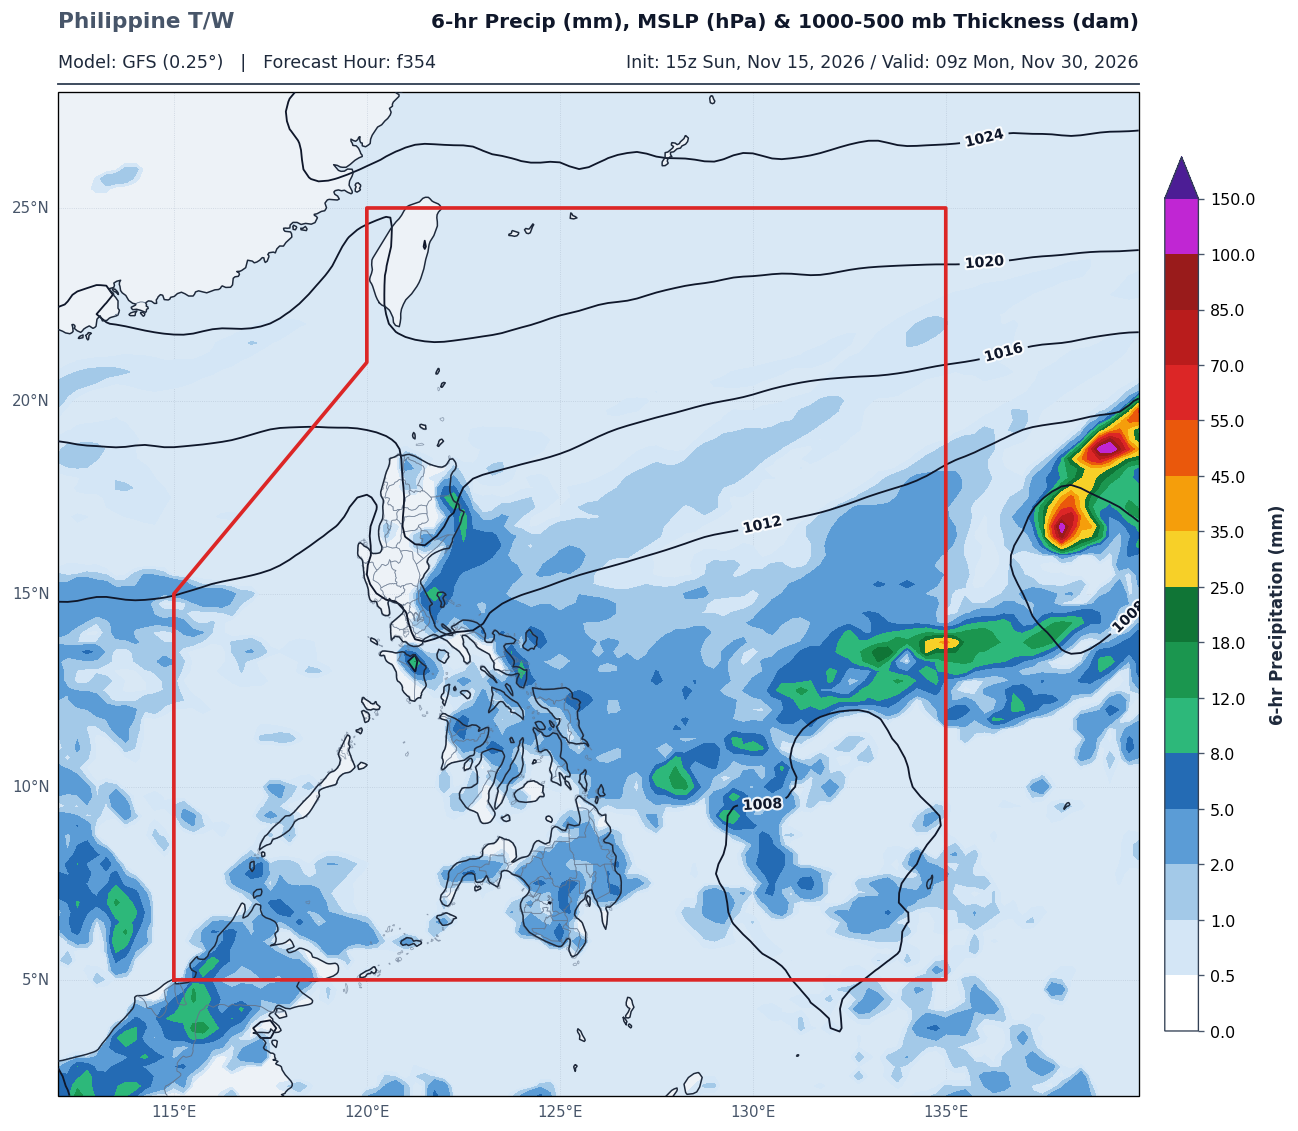 Philippine T/W
6-hr Precip (mm), MSLP (hPa) & 1000-500 mb Thickness (dam)
Model: GFS (0.25°) | Forecast Hour: f354
Init: 15z Sun, Nov 15, 2026 / Valid: 09z Mon, Nov 30, 2026
1024
1020
1016
1012
1008
1008
25°N
20°N
15°N
10°N
5°N
115°E
120°E
125°E
130°E
135°E
150.0
100.0
85.0
70.0
55.0
45.0
35.0
25.0
18.0
12.0
8.0
5.0
2.0
1.0
0.5
0.0
6-hr Precipitation (mm)